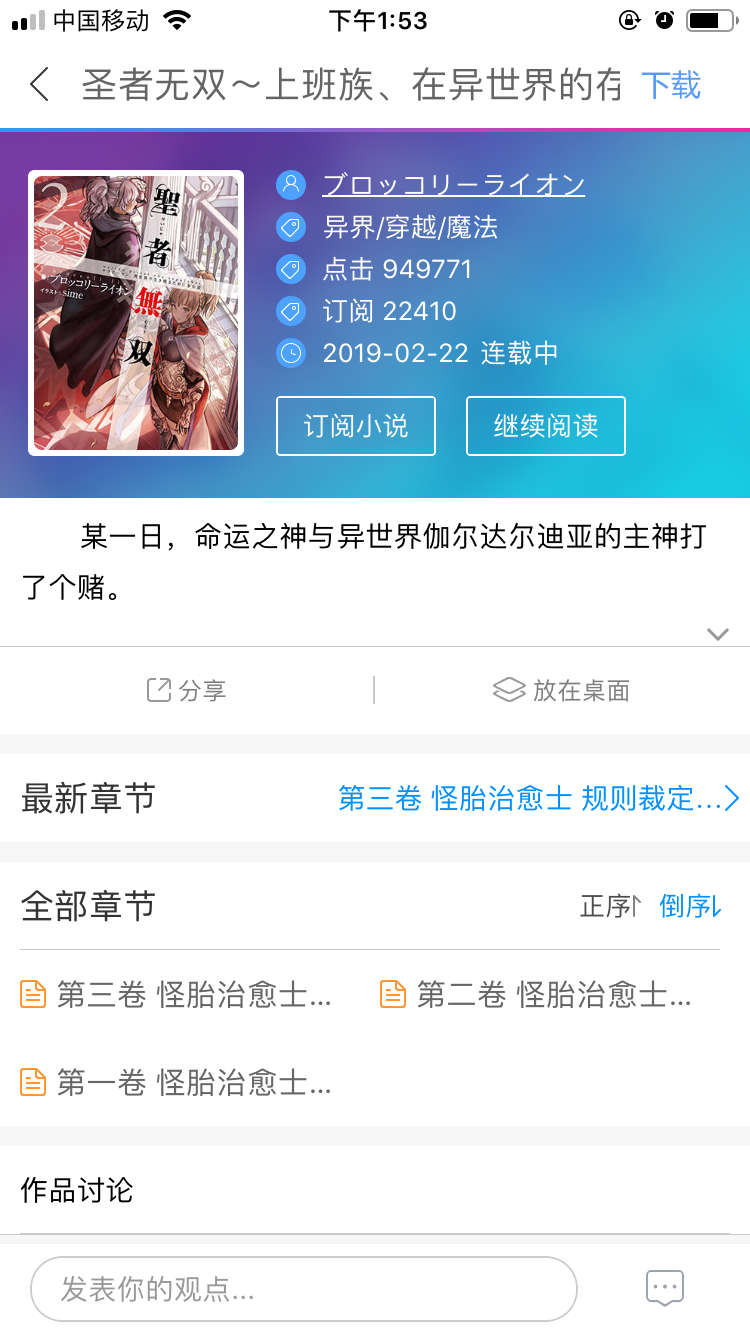 中国移动
下午1:53
圣者无双～上班族、在异世界的存
下载
2
聖者無双
ブロッコリーライオン
イラスト:sime
ブロッコリーライオン
异界/穿越/魔法
点击 949771
订阅 22410
2019-02-22 连载中
订阅小说
继续阅读
某一日，命运之神与异世界伽尔达尔迪亚的主神打
了个赌。
分享
放在桌面
最新章节
第三卷 怪胎治愈士 规则裁定...
全部章节
正序
倒序
第三卷 怪胎治愈士...
第二卷 怪胎治愈士...
第一卷 怪胎治愈士...
作品讨论
发表你的观点...